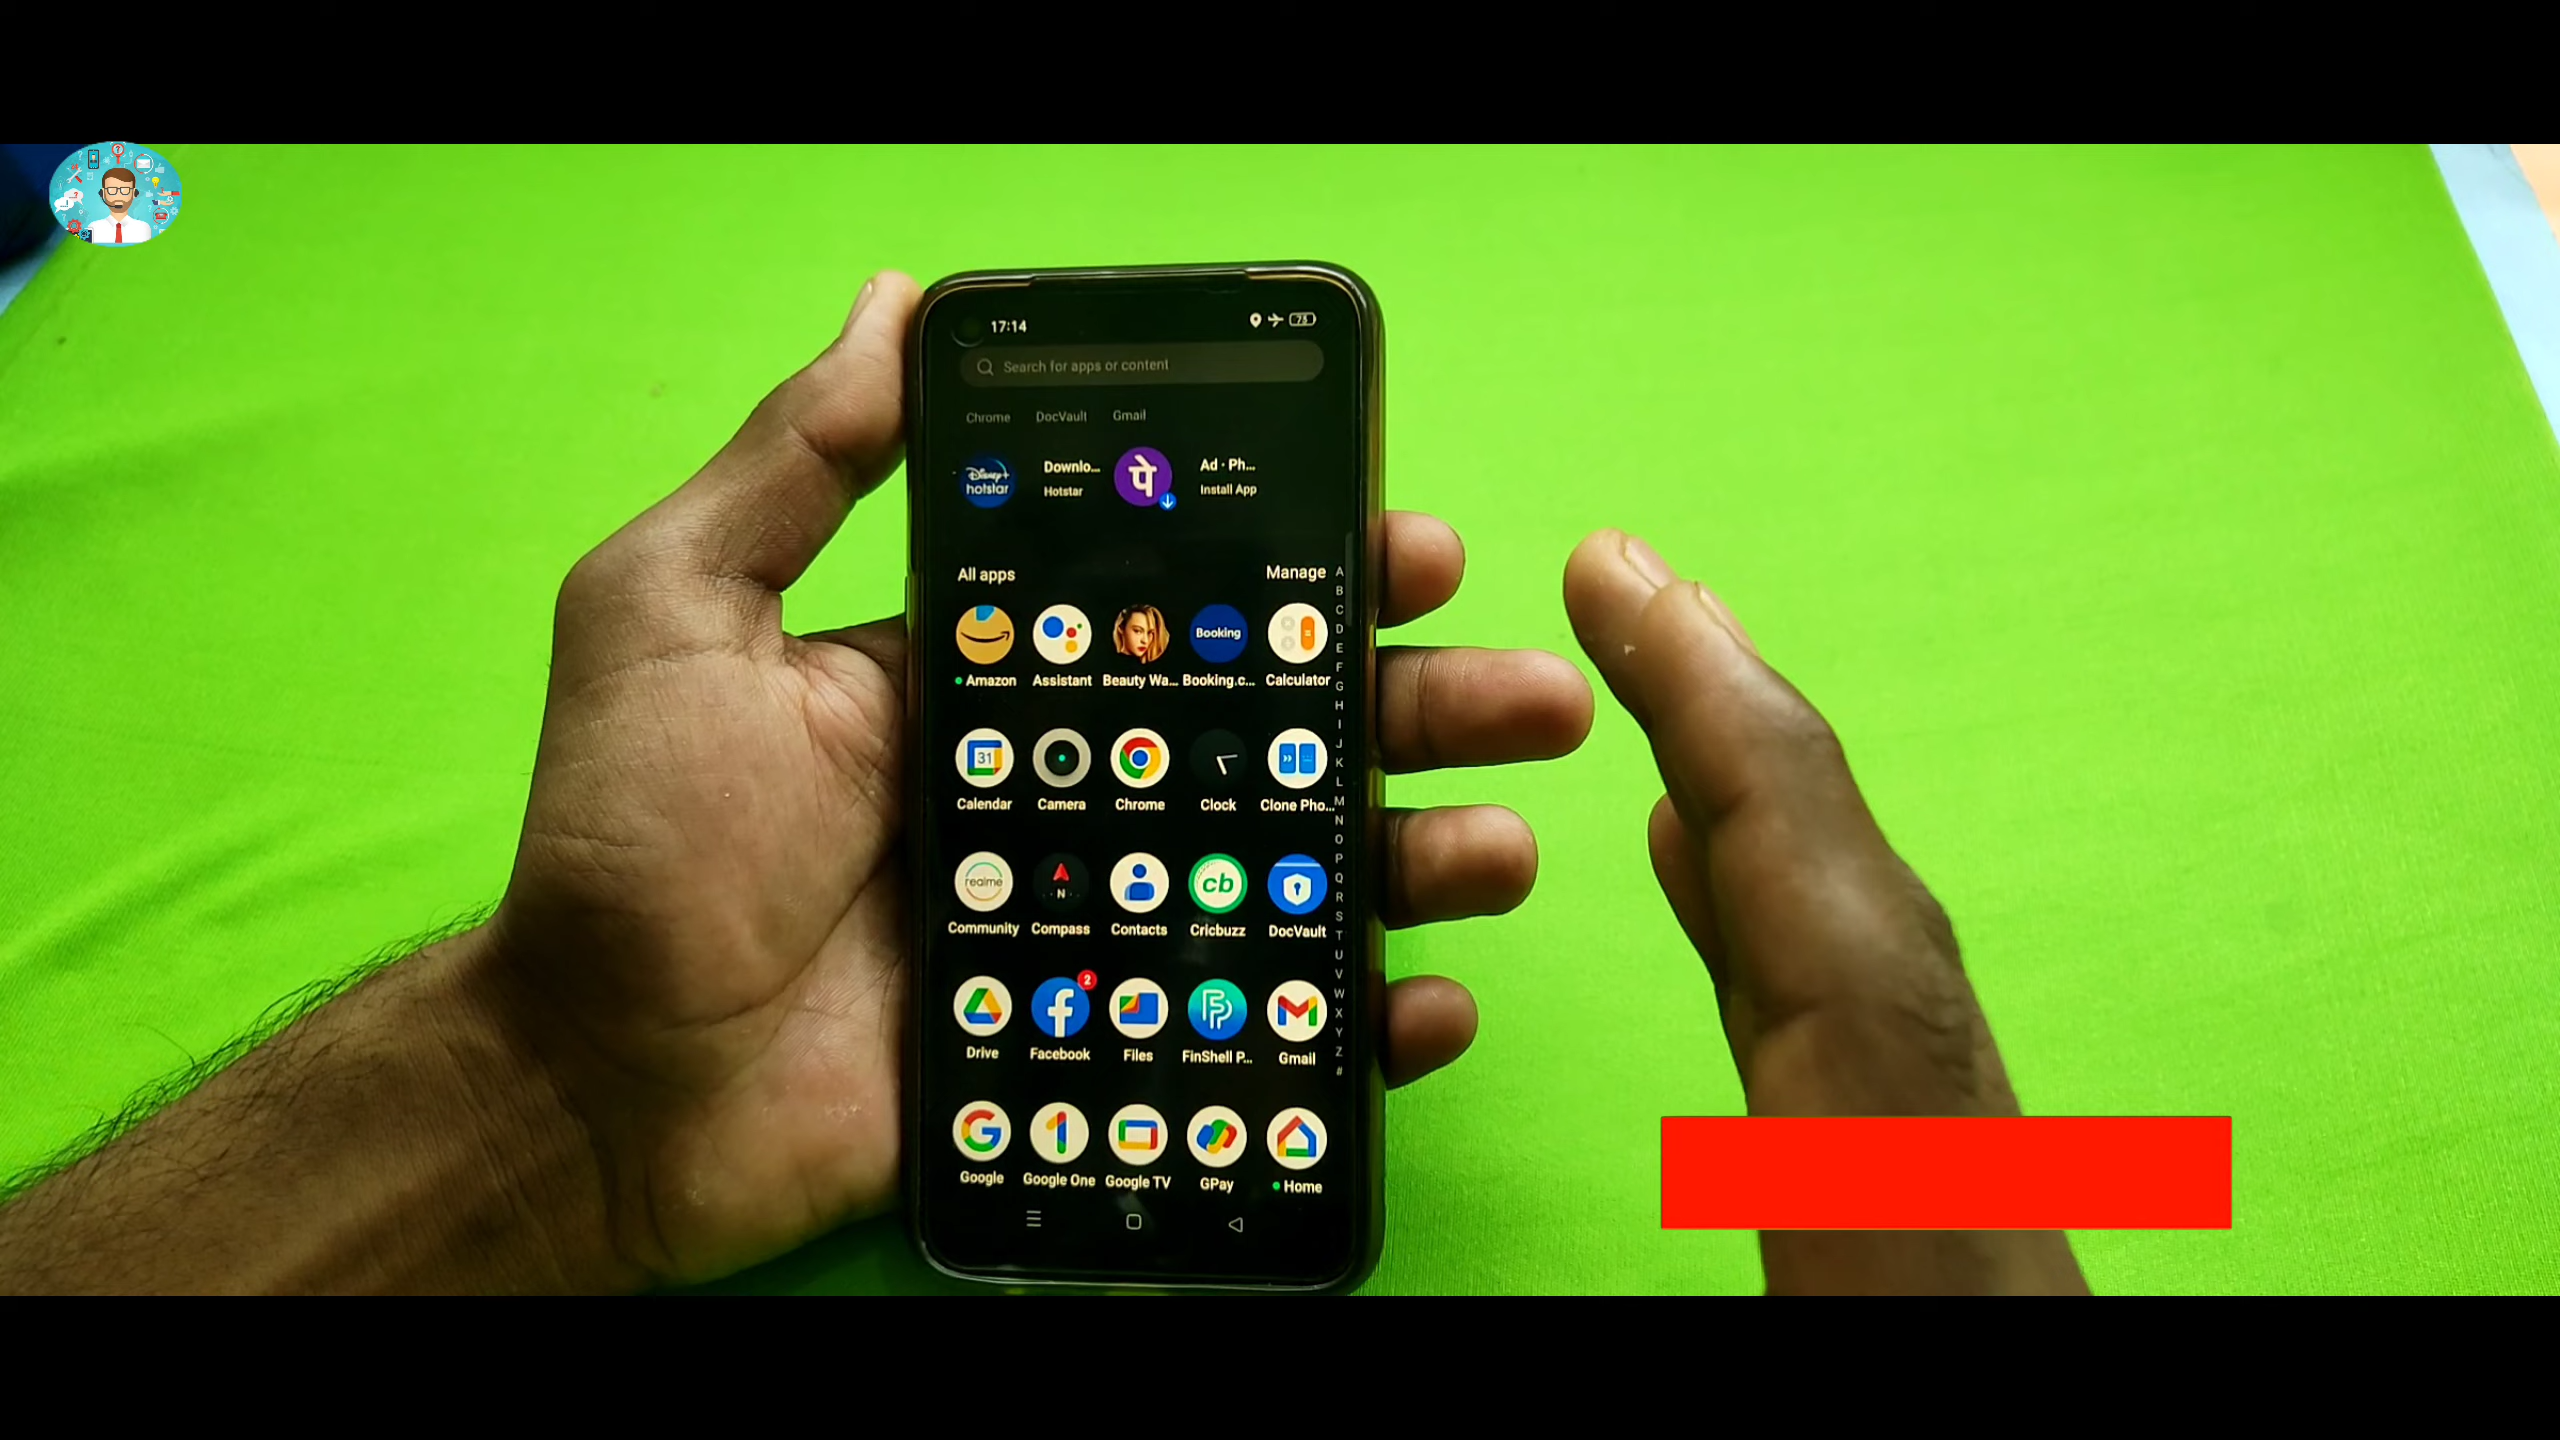 17:14 75
Search for apps or content
Chrome DocVault Gmail
Disney+ hotstar Downlo... Hotstar पे Ad · Ph... Install App
All apps Manage
Booking
Amazon Assistant Beauty Wa... Booking.c... Calculator
31
Calendar Camera Chrome Clock Clone Pho...
realme N cb
Community Compass Contacts Cricbuzz DocVault
2
Drive Facebook Files FinShell P... Gmail
Google Google One Google TV GPay Home
A
B
C
D
E
F
G
H
I
J
K
L
M
N
O
P
Q
R
S
T
U
V
W
X
Y
Z
#